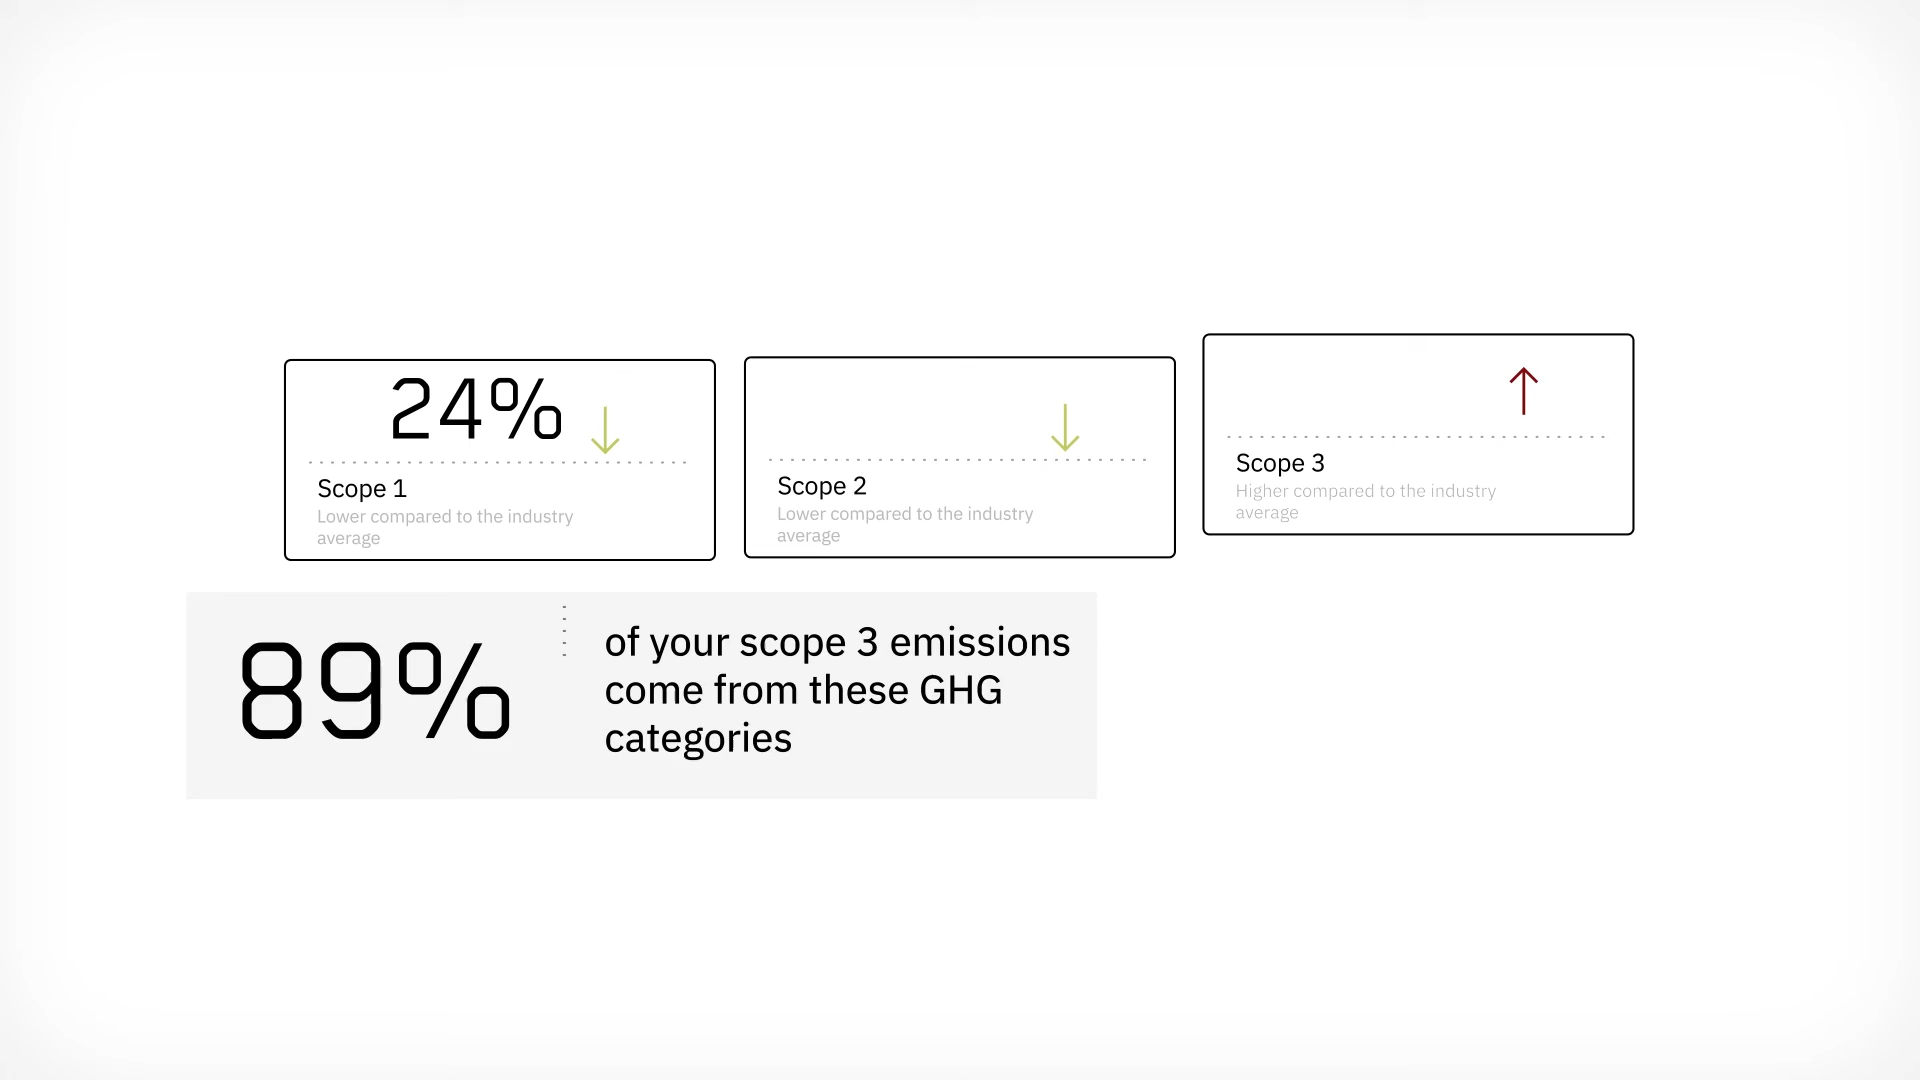 24%
Scope 1
Lower compared to the industry
average
Scope 2
Lower compared to the industry
average
Scope 3
Higher compared to the industry
average
89%
of your scope 3 emissions
come from these GHG
categories